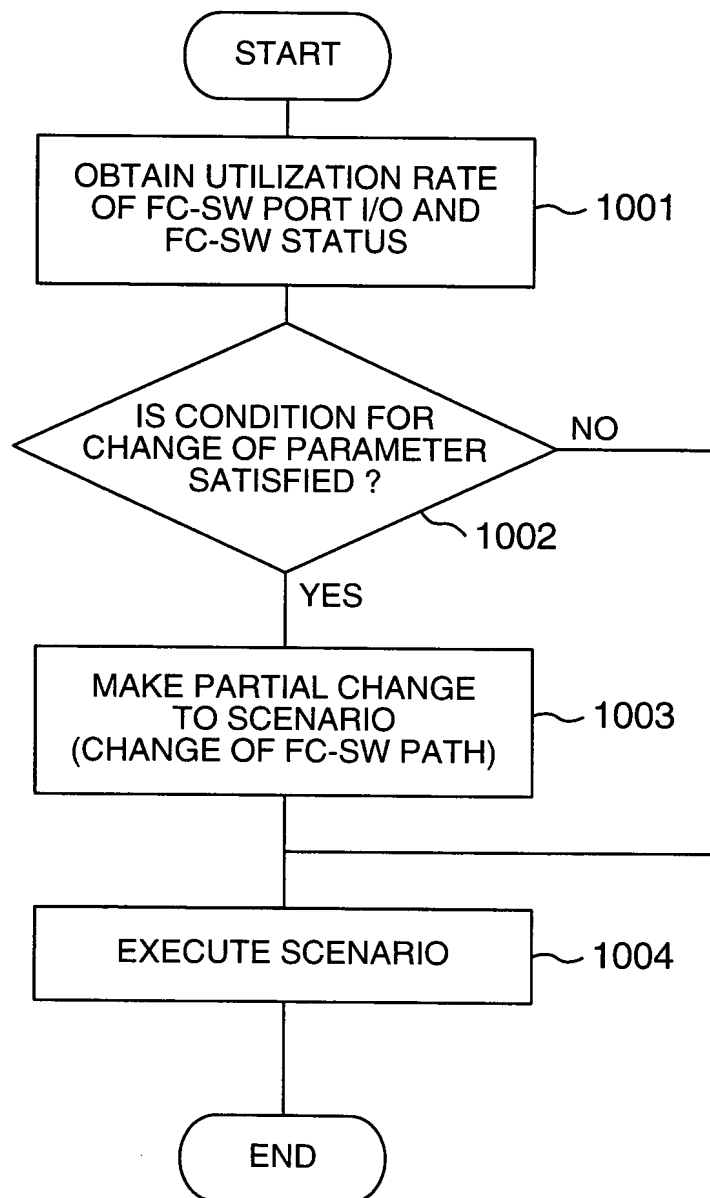 START
OBTAIN UTILIZATION RATE
OF FC-SW PORT I/O AND
FC-SW STATUS
1001
IS CONDITION FOR
CHANGE OF PARAMETER
SATISFIED ?
NO
1002
YES
MAKE PARTIAL CHANGE
TO SCENARIO
(CHANGE OF FC-SW PATH)
1003
EXECUTE SCENARIO
1004
END